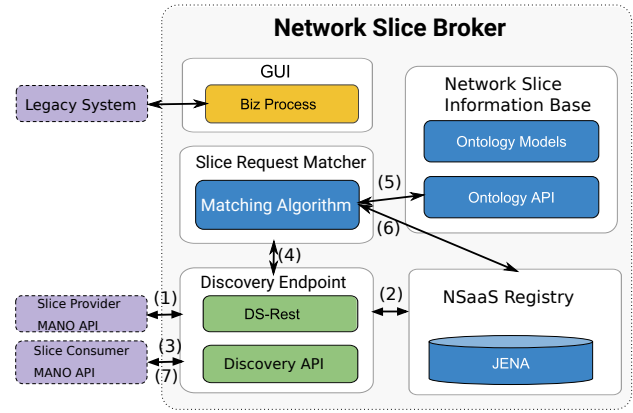 Network Slice Broker
GUI
Biz Process
Legacy System
Network Slice
Information Base
Ontology Models
Ontology API
Slice Request Matcher
Matching Algorithm
(5)
(6)
(4)
Discovery Endpoint
DS-Rest
Discovery API
(1)
(2)
(3)
(7)
Slice Provider
MANO API
Slice Consumer
MANO API
NSaaS Registry
JENA